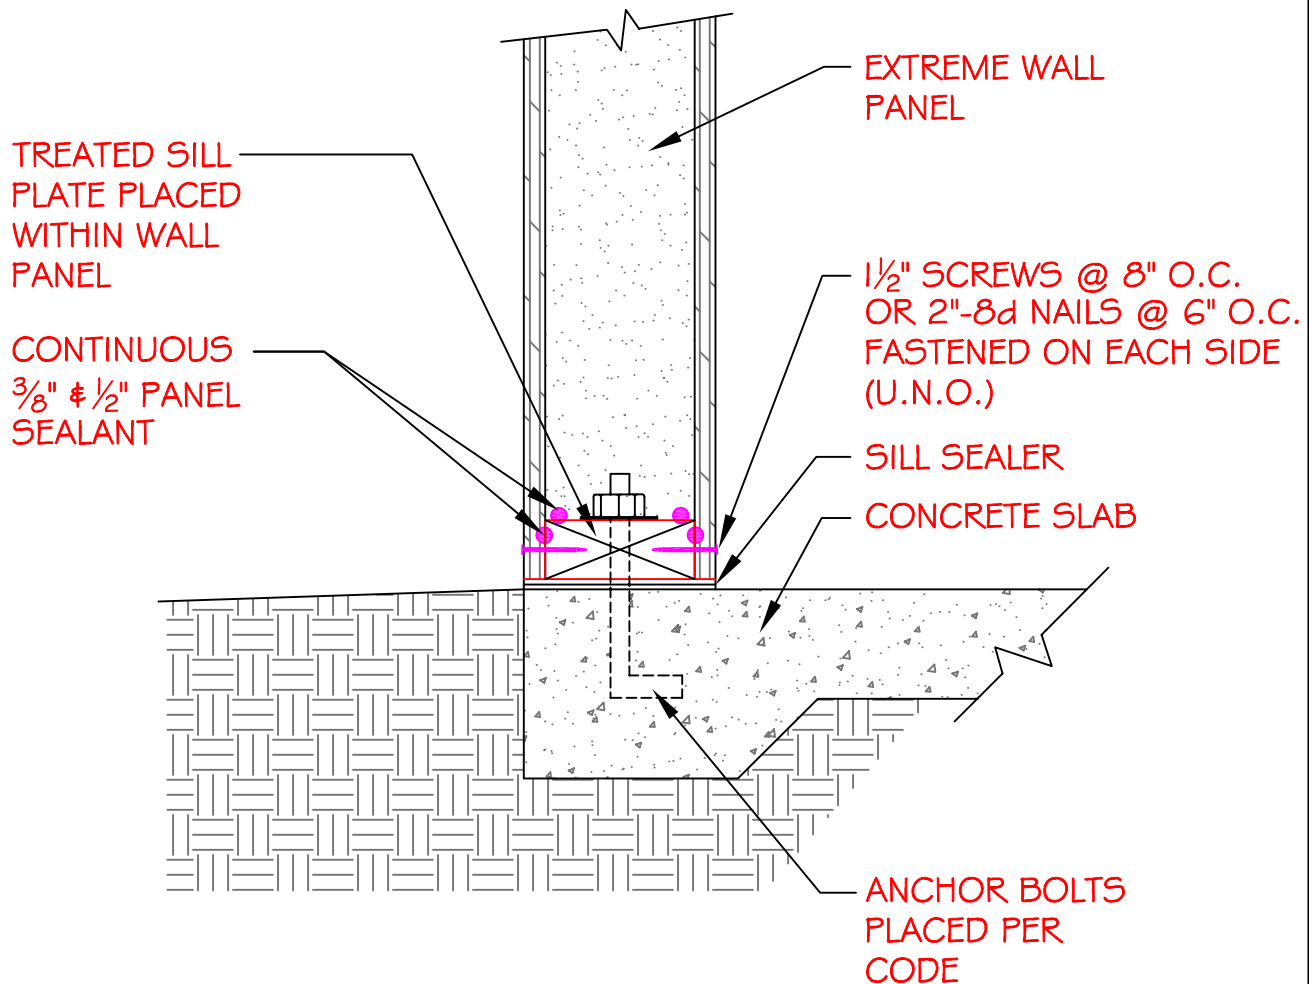 EXTREME WALL
PANEL
TREATED SILL
PLATE PLACED
WITHIN WALL
PANEL
1½" SCREWS @ 8" O.C.
OR 2"-8d NAILS @ 6" O.C.
FASTENED ON EACH SIDE
(U.N.O.)
CONTINUOUS
⅜" & ½" PANEL
SEALANT
SILL SEALER
CONCRETE SLAB
ANCHOR BOLTS
PLACED PER
CODE